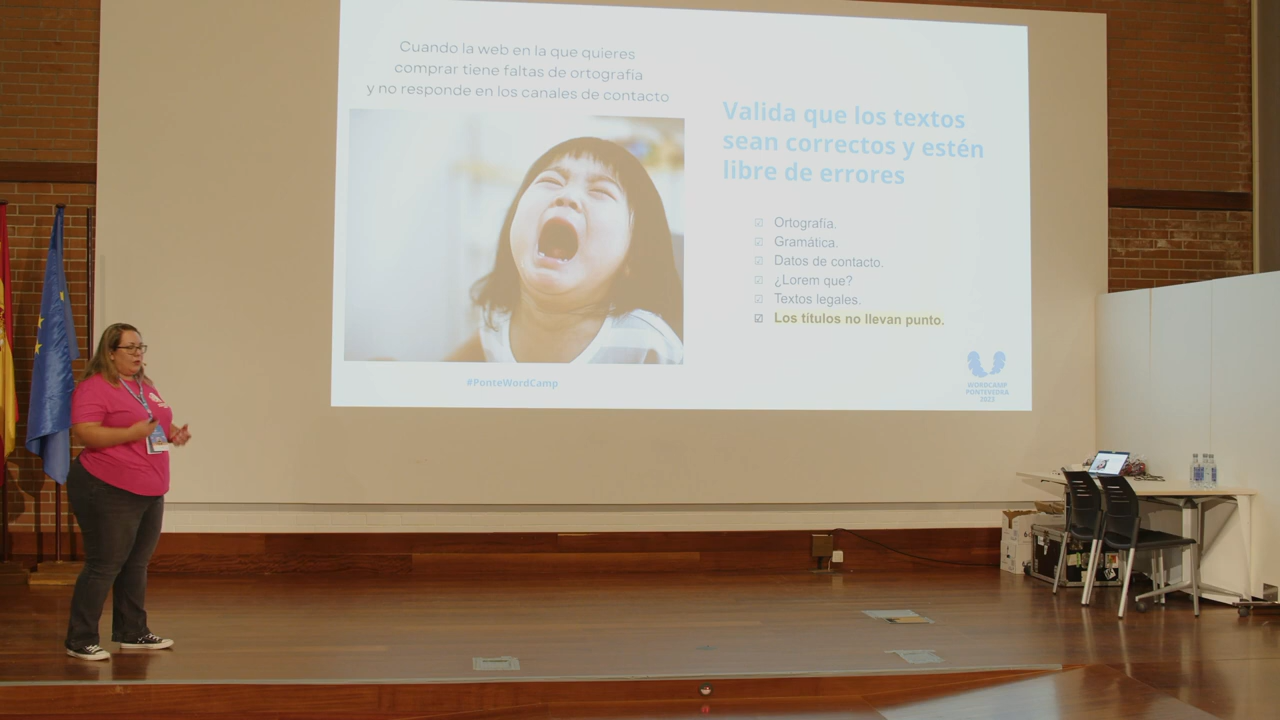 Cuando la web en la que quieres
comprar tiene faltas de ortografía
y no responde en los canales de contacto
#PonteWordCamp
Valida que los textos
sean correctos y estén
libre de errores
☑ Ortografía.
☑ Gramática.
☑ Datos de contacto.
☑ ¿Lorem que?
☑ Textos legales.
☑ Los títulos no llevan punto.
WORDCAMP
PONTEVEDRA
2023